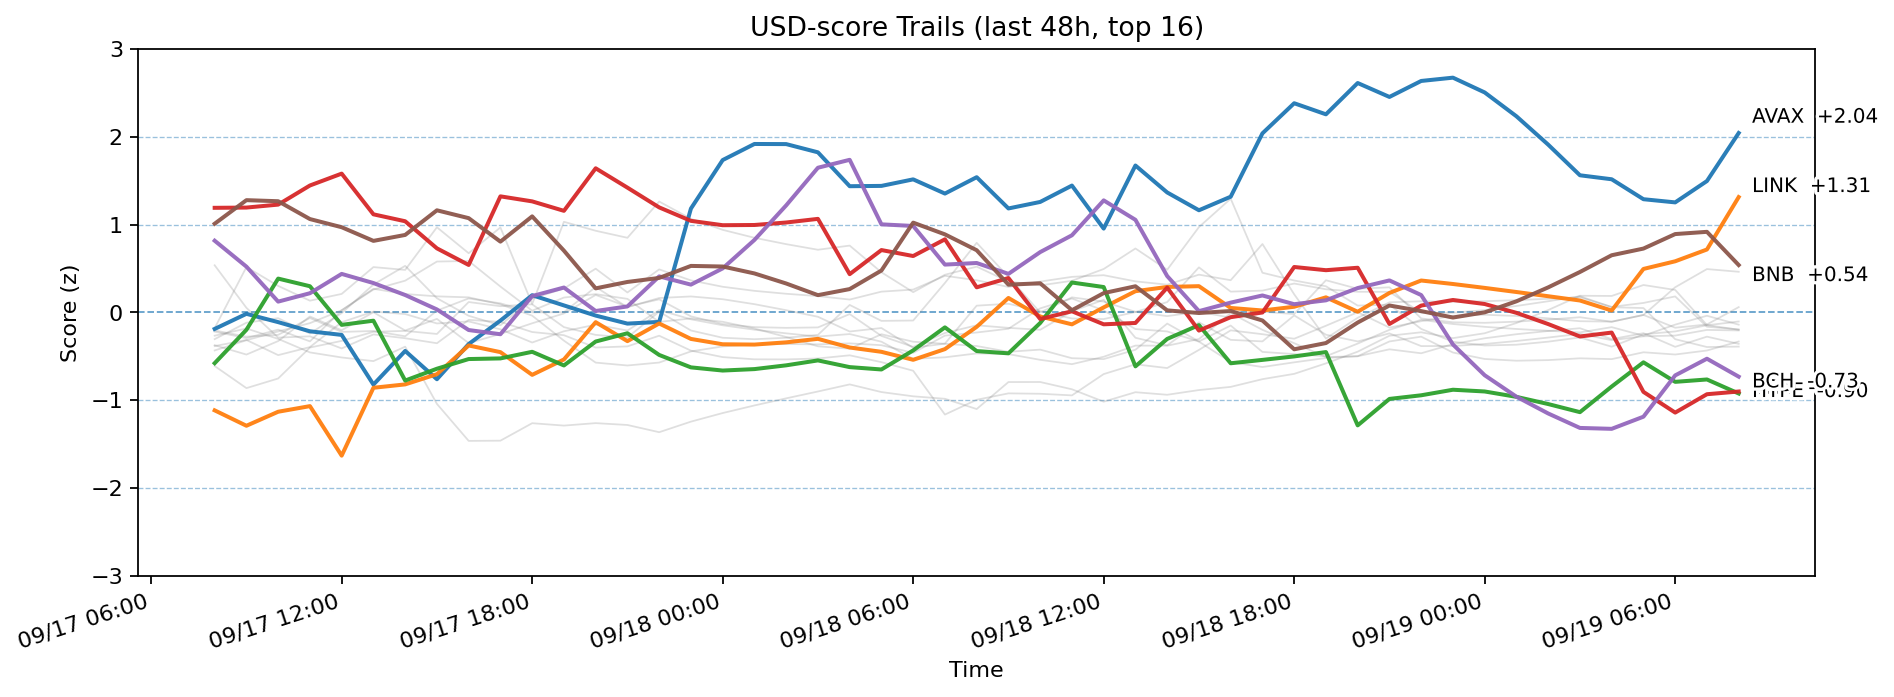 USD-score Trails (last 48h, top 16)
Score (z)
3
2
1
0
−1
−2
−3
AVAX +2.04
LINK +1.31
BNB +0.54
BCH -0.73
HYPE -0.90
09/17 06:00
09/17 12:00
09/17 18:00
09/18 00:00
09/18 06:00
09/18 12:00
09/18 18:00
09/19 00:00
09/19 06:00
Time